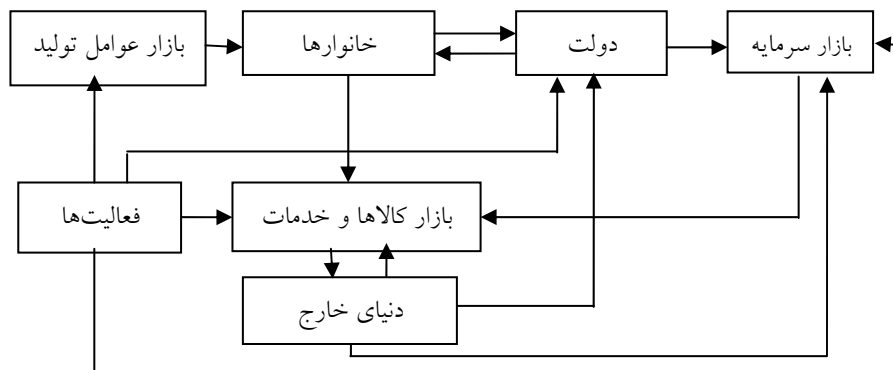 بازار عوامل تولید
خانوارها
دولت
بازار سرمایه
فعالیت‌ها
بازار کالاها و خدمات
دنیای خارج